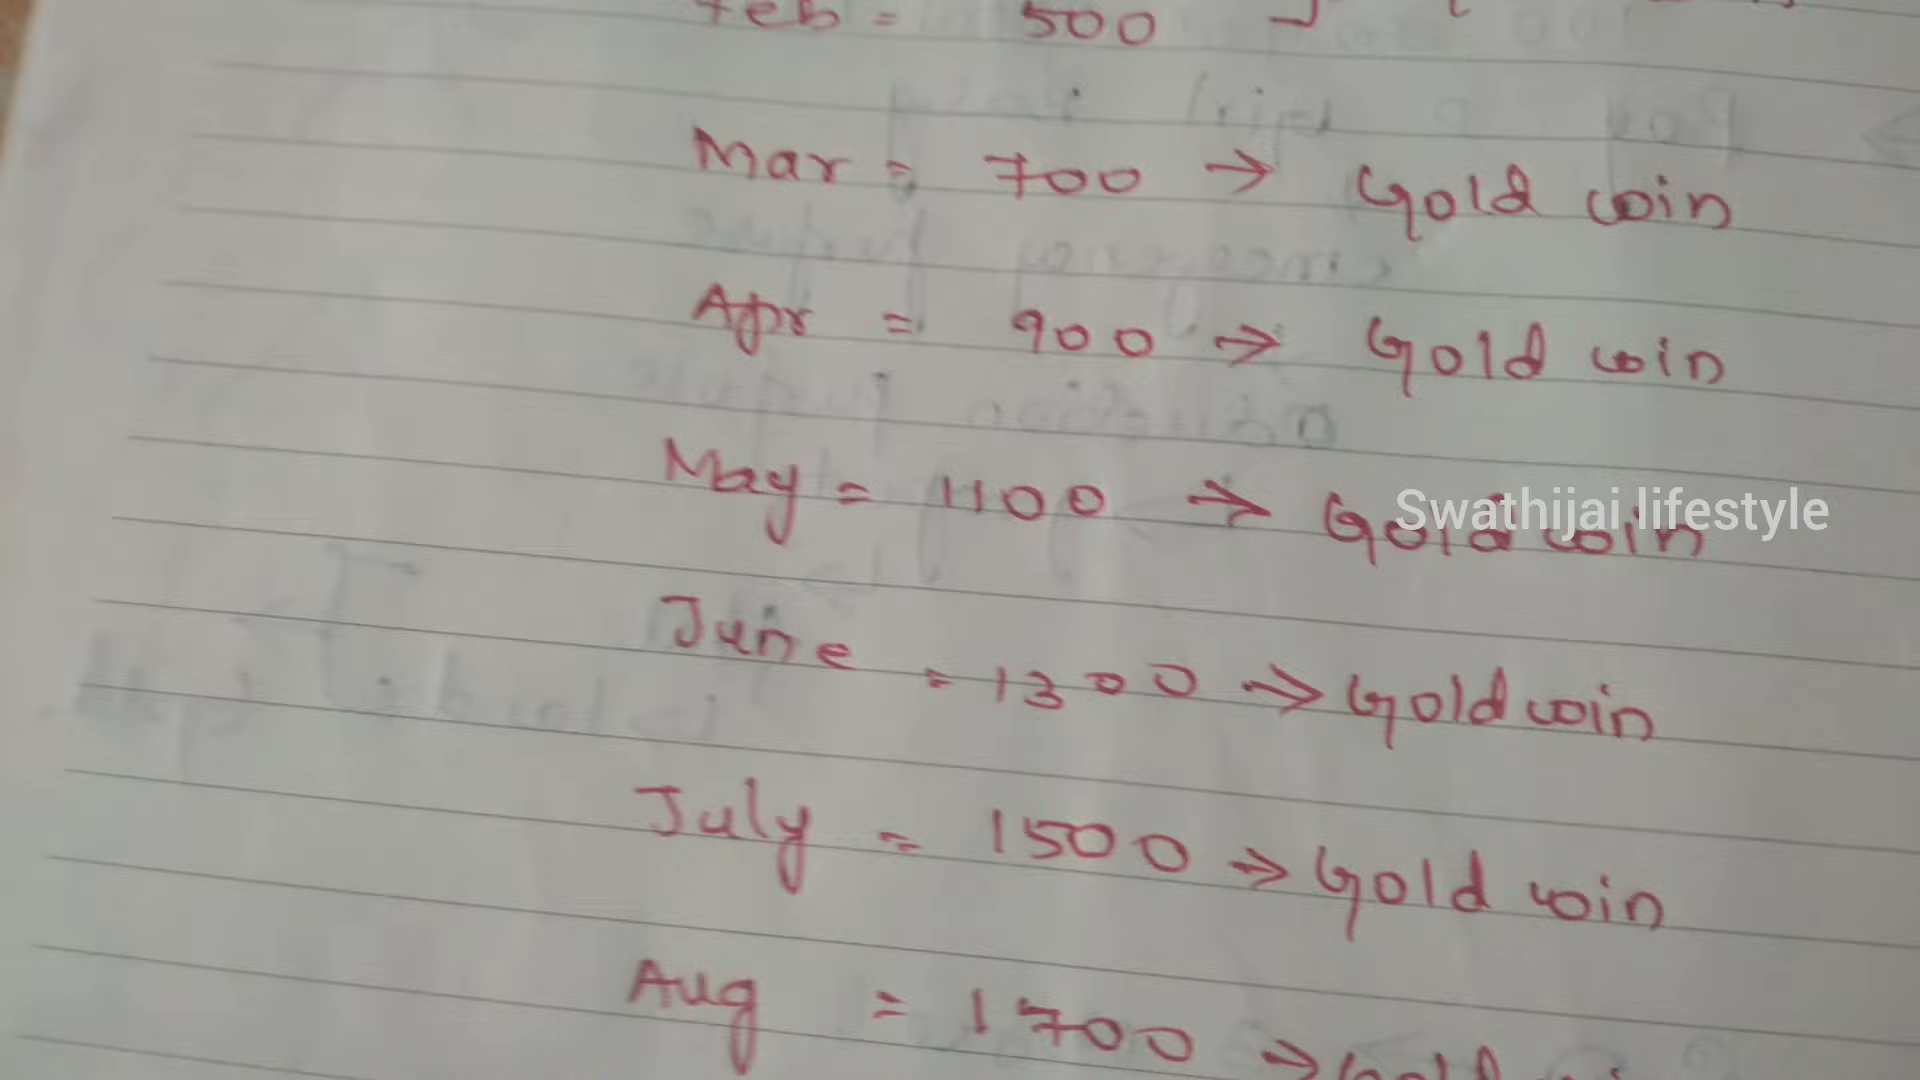 Feb = 500
Mar = 700 → Gold coin
Apr = 900 → Gold coin
May = 1100 → Gold coin
Swathijai lifestyle
June = 1300 → Gold coin
July = 1500 → Gold coin
Aug = 1700 → Gold